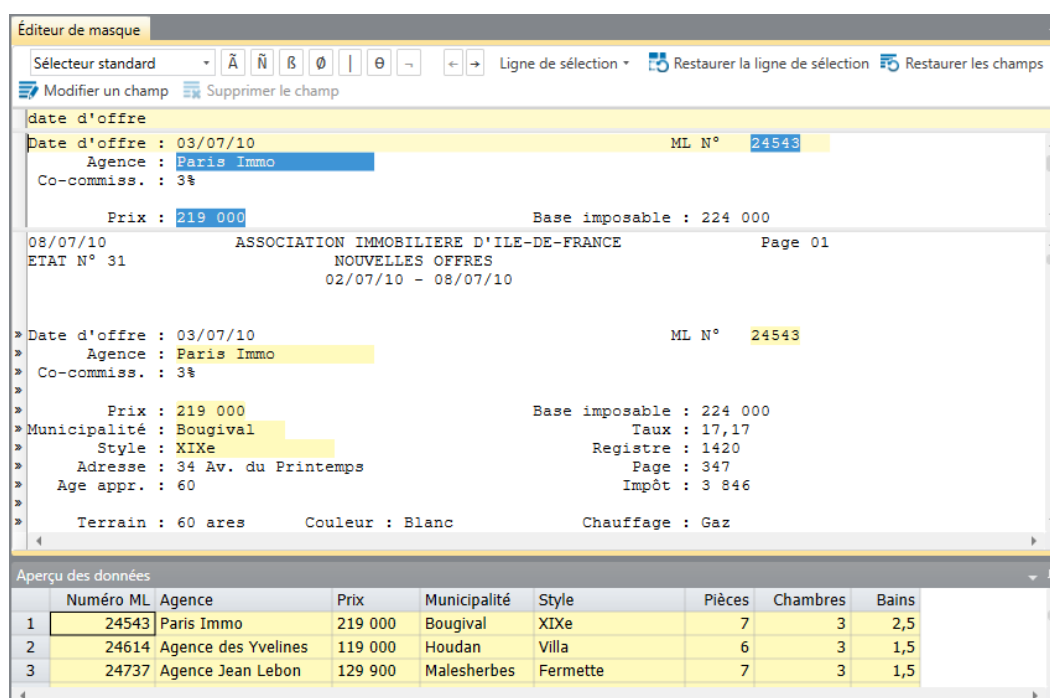 Éditeur de masque
Sélecteur standard Ã Ñ ß Ø | θ ¬ ← → Ligne de sélection Restaurer la ligne de sélection Restaurer les champs
Modifier un champ Supprimer le champ
date d'offre
Date d'offre : 03/07/10 ML N° 24543
Agence : Paris Immo
Co-commiss. : 3%
Prix : 219 000 Base imposable : 224 000
08/07/10 ASSOCIATION IMMOBILIERE D'ILE-DE-FRANCE Page 01
ETAT N° 31 NOUVELLES OFFRES
02/07/10 - 08/07/10
» Date d'offre : 03/07/10 ML N° 24543
» Agence : Paris Immo
» Co-commiss. : 3%
»
» Prix : 219 000 Base imposable : 224 000
» Municipalité : Bougival Taux : 17,17
» Style : XIXe Registre : 1420
» Adresse : 34 Av. du Printemps Page : 347
» Age appr. : 60 Impôt : 3 846
»
» Terrain : 60 ares Couleur : Blanc Chauffage : Gaz
Aperçu des données
Numéro ML Agence Prix Municipalité Style Pièces Chambres Bains
1 24543 Paris Immo 219 000 Bougival XIXe 7 3 2,5
2 24614 Agence des Yvelines 119 000 Houdan Villa 6 3 1,5
3 24737 Agence Jean Lebon 129 900 Malesherbes Fermette 7 3 1,5